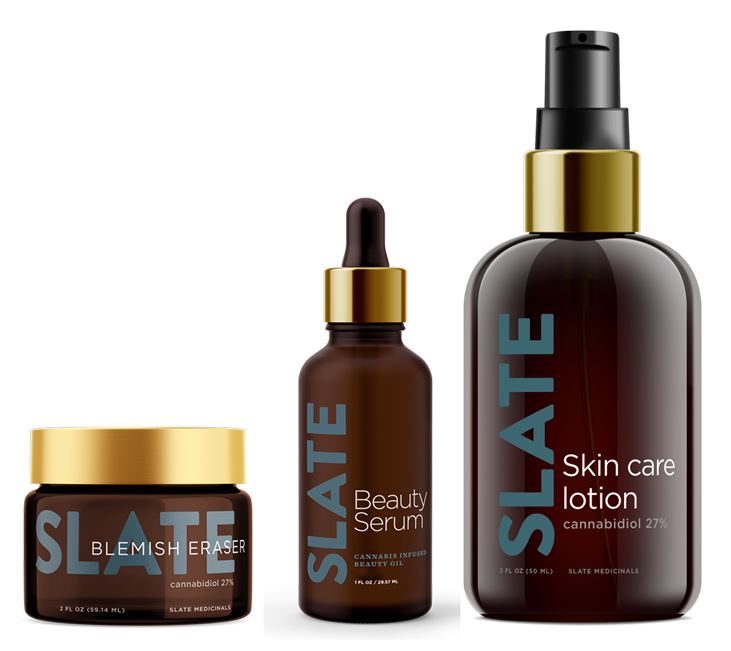 SLATE
BLEMISH ERASER
cannabidiol 27%
2 FL OZ (59.14 ML) SLATE MEDICINALS
SLATE
Beauty
Serum
CANNABIS INFUSED
BEAUTY OIL
1 FL OZ / 29.57 ML
SLATE
Skin care
lotion
cannabidiol 27%
2 FL OZ (50 ML) SLATE MEDICINALS